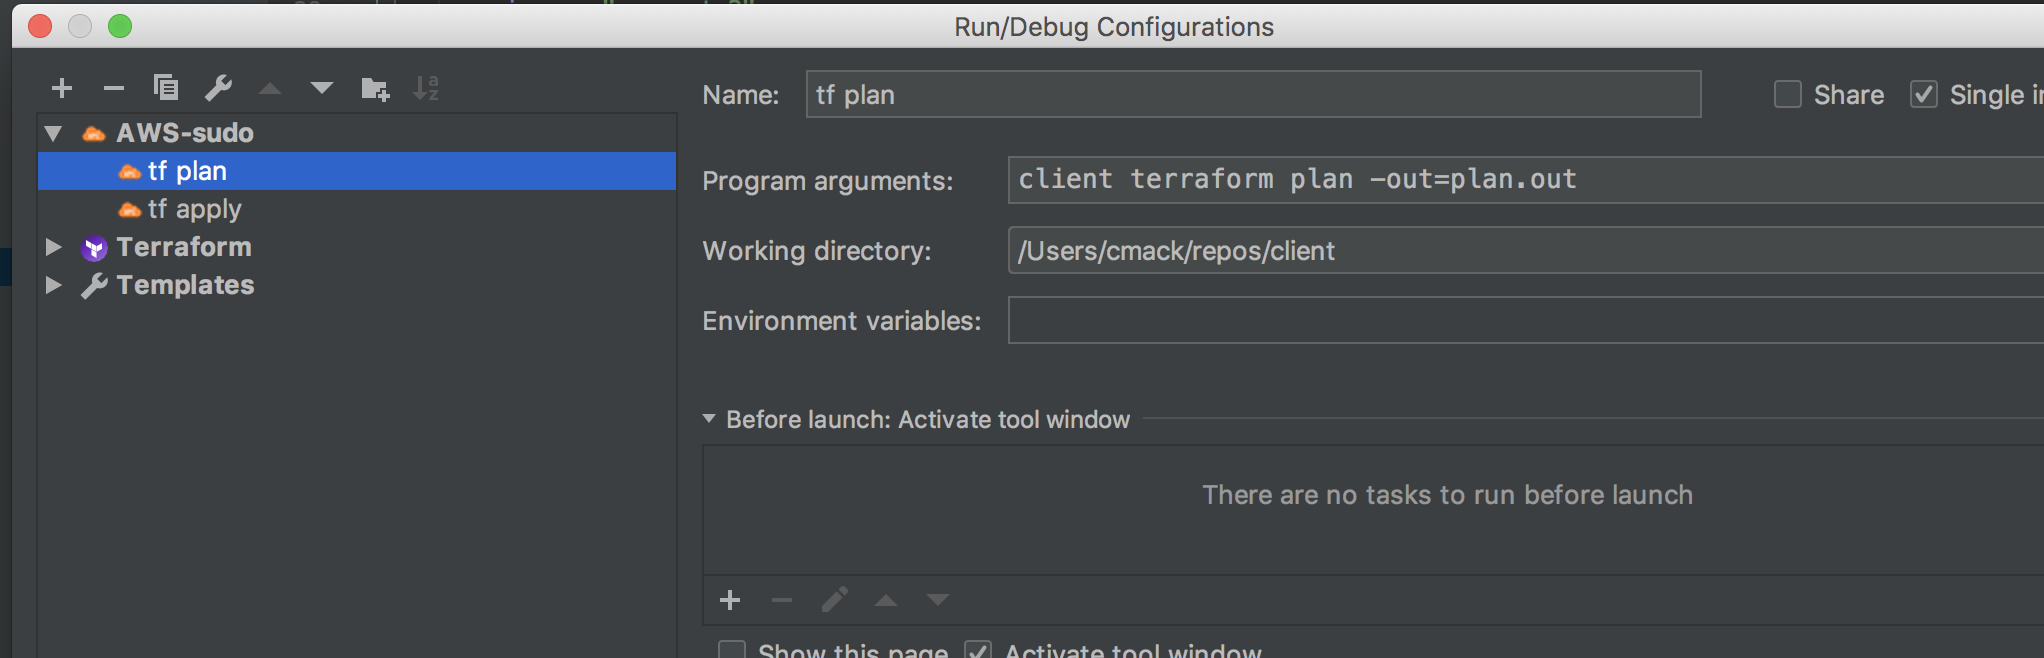 Run/Debug Configurations
Name: tf plan Share Single
AWS-sudo
tf plan
tf apply
Terraform
Templates
Program arguments: client terraform plan -out=plan.out
Working directory: /Users/cmack/repos/client
Environment variables:
Before launch: Activate tool window
There are no tasks to run before launch
Show this page Activate tool window